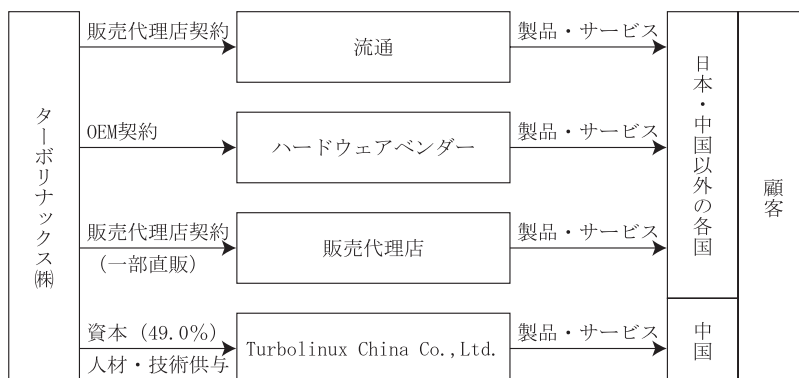 ターボリナックス㈱
販売代理店契約
流通
製品・サービス
OEM契約
ハードウェアベンダー
製品・サービス
販売代理店契約
(一部直販)
販売代理店
製品・サービス
資本 (49.0%)
人材・技術供与
Turbolinux China Co.,Ltd.
製品・サービス
日本・中国以外の各国
中国
顧客